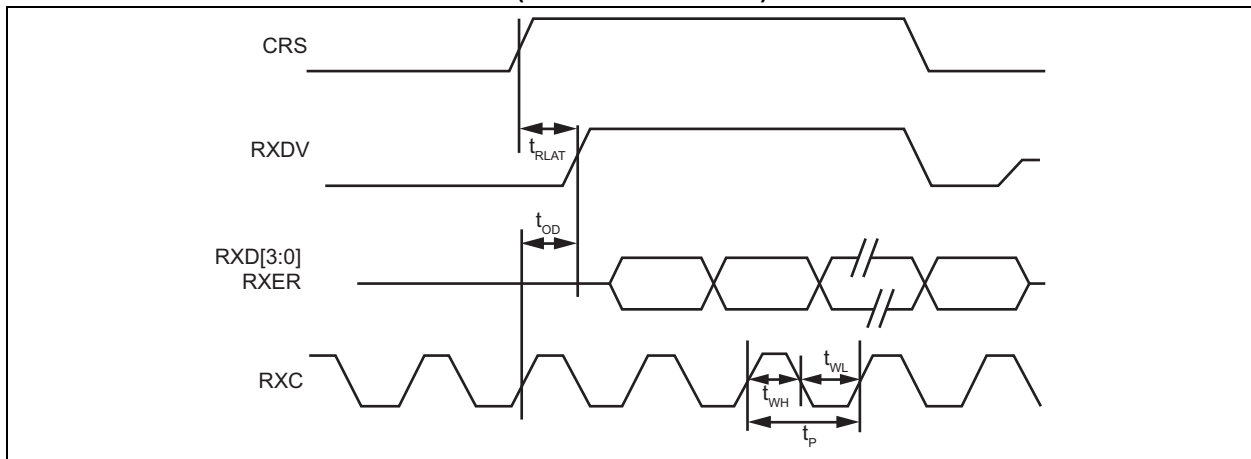 CRS
RXDV
tRLAT
tOD
RXD[3:0]
RXER
RXC
tWH
tWL
tP